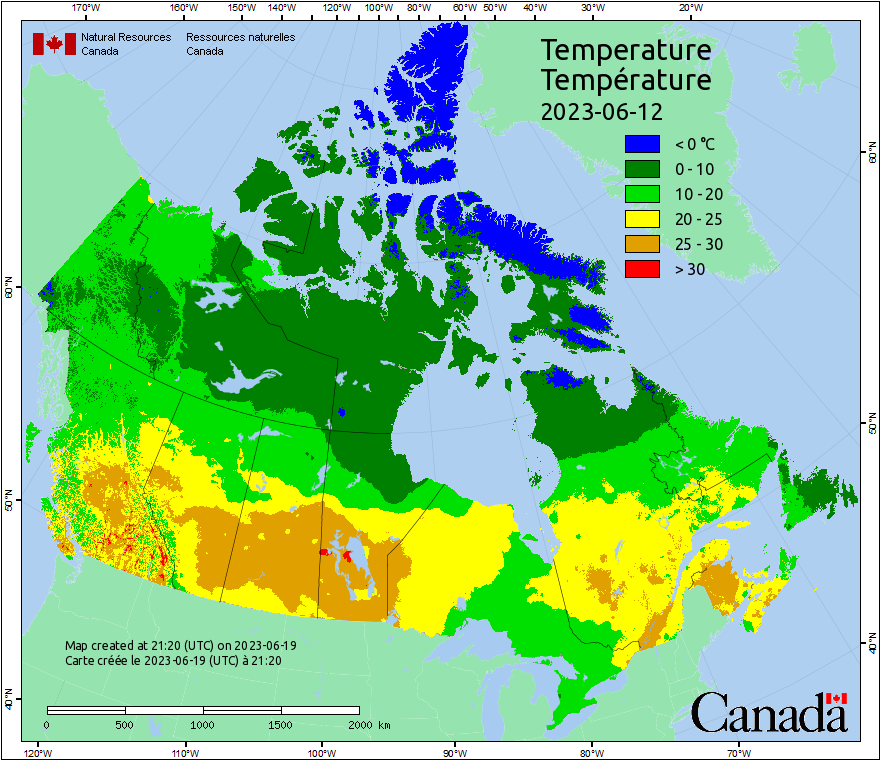 170°W 160°W 150°W 140°W 120°W 100°W 80°W 60°W 50°W 40°W 30°W 20°W
Natural Resources Ressources naturelles
Canada Canada
Temperature
Température
2023-06-12
< 0 °C
0 - 10
10 - 20
20 - 25
25 - 30
> 30
60°N
60°N
50°N
50°N
40°N
40°N
Map created at 21:20 (UTC) on 2023-06-19
Carte créée le 2023-06-19 (UTC) à 21:20
0 500 1000 1500 2000 km
Canada
120°W 110°W 100°W 90°W 80°W 70°W